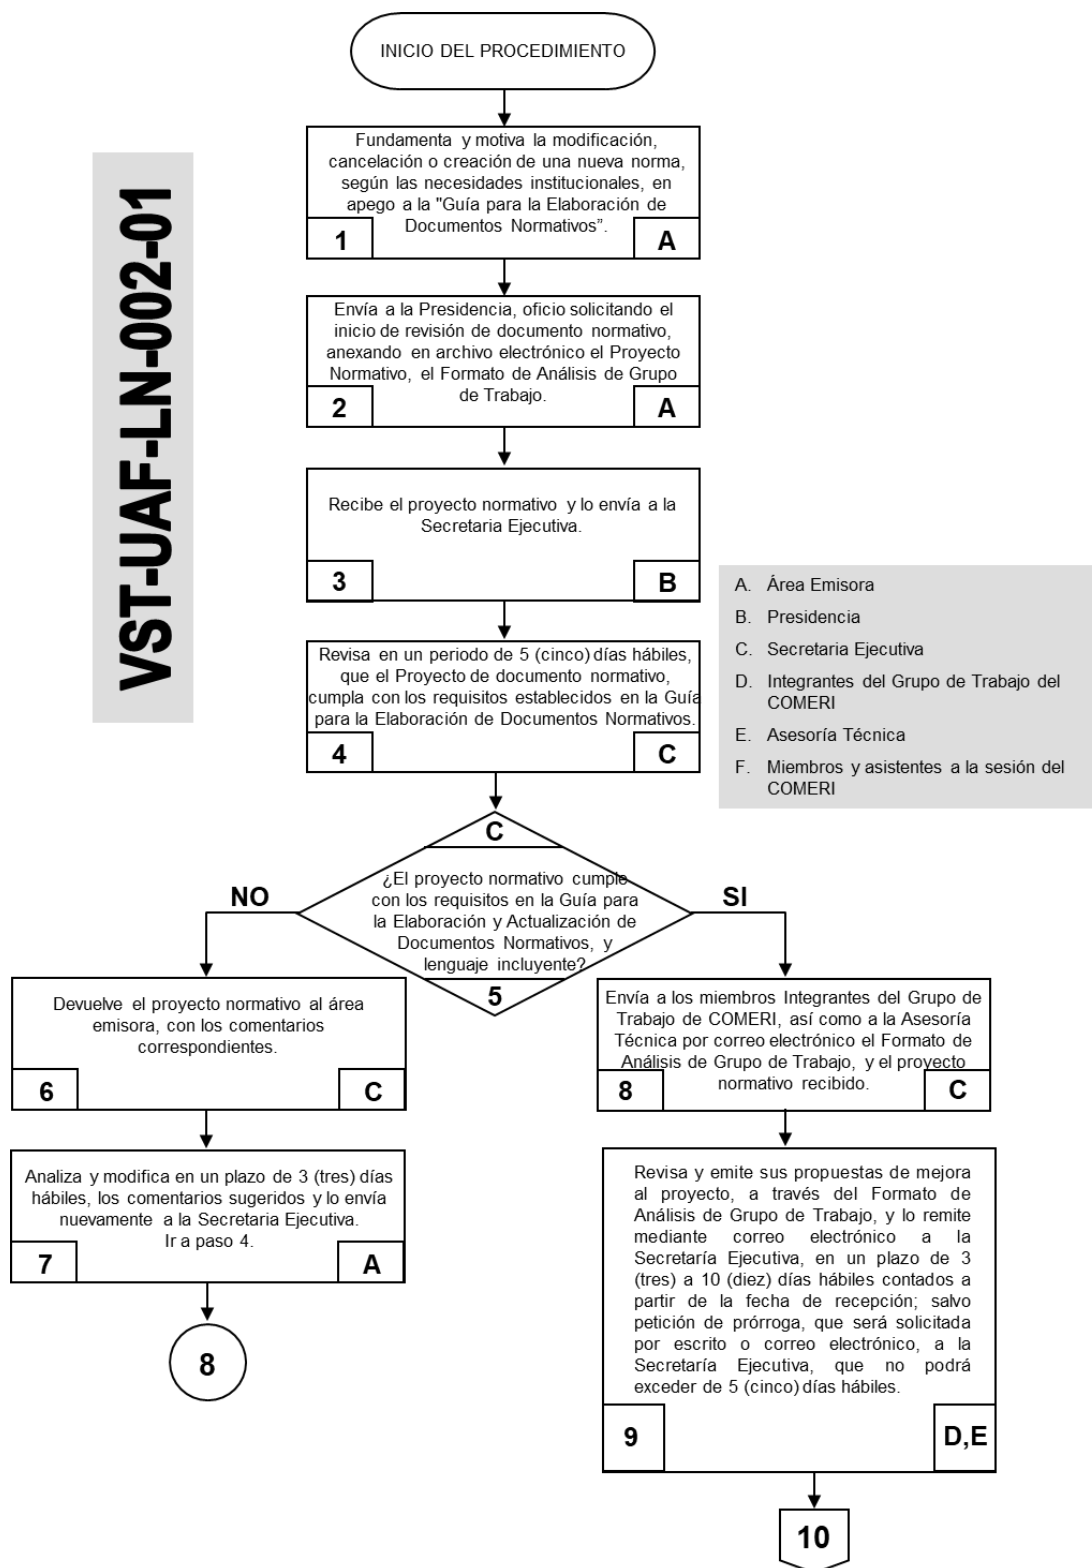 INICIO DEL PROCEDIMIENTO
VST-UAF-LN-002-01
Fundamenta y motiva la modificación,
cancelación o creación de una nueva norma,
según las necesidades institucionales, en
apego a la "Guía para la Elaboración de
Documentos Normativos”.
1
A
Envía a la Presidencia, oficio solicitando el
inicio de revisión de documento normativo,
anexando en archivo electrónico el Proyecto
Normativo, el Formato de Análisis de Grupo
de Trabajo.
2
A
Recibe el proyecto normativo y lo envía a la
Secretaria Ejecutiva.
3
B
A. Área Emisora
B. Presidencia
C. Secretaria Ejecutiva
D. Integrantes del Grupo de Trabajo del
COMERI
E. Asesoría Técnica
F. Miembros y asistentes a la sesión del
COMERI
Revisa en un periodo de 5 (cinco) días hábiles,
que el Proyecto de documento normativo,
cumpla con los requisitos establecidos en la Guía
para la Elaboración de Documentos Normativos.
4
C
C
¿El proyecto normativo cumple
con los requisitos en la Guía para
la Elaboración y Actualización de
Documentos Normativos, y
lenguaje incluyente?
5
NO
SI
Devuelve el proyecto normativo al área
emisora, con los comentarios
correspondientes.
6
C
Envía a los miembros Integrantes del Grupo de
Trabajo de COMERI, así como a la Asesoría
Técnica por correo electrónico el Formato de
Análisis de Grupo de Trabajo, y el proyecto
normativo recibido.
8
C
Analiza y modifica en un plazo de 3 (tres) días
hábiles, los comentarios sugeridos y lo envía
nuevamente a la Secretaria Ejecutiva.
Ir a paso 4.
7
A
8
Revisa y emite sus propuestas de mejora
al proyecto, a través del Formato de
Análisis de Grupo de Trabajo, y lo remite
mediante correo electrónico a la
Secretaría Ejecutiva, en un plazo de 3
(tres) a 10 (diez) días hábiles contados a
partir de la fecha de recepción; salvo
petición de prórroga, que será solicitada
por escrito o correo electrónico, a la
Secretaría Ejecutiva, que no podrá
exceder de 5 (cinco) días hábiles.
9
D,E
10